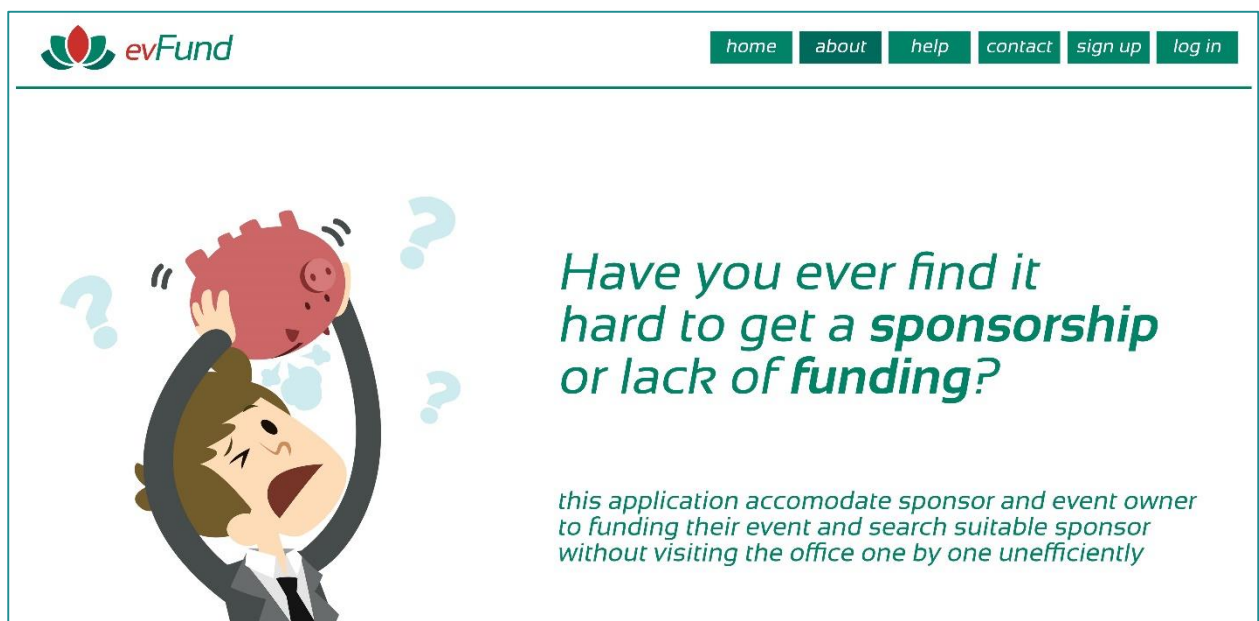 evFund
home about help contact sign up log in
Have you ever find it
hard to get a sponsorship
or lack of funding?
this application accomodate sponsor and event owner
to funding their event and search suitable sponsor
without visiting the office one by one unefficiently